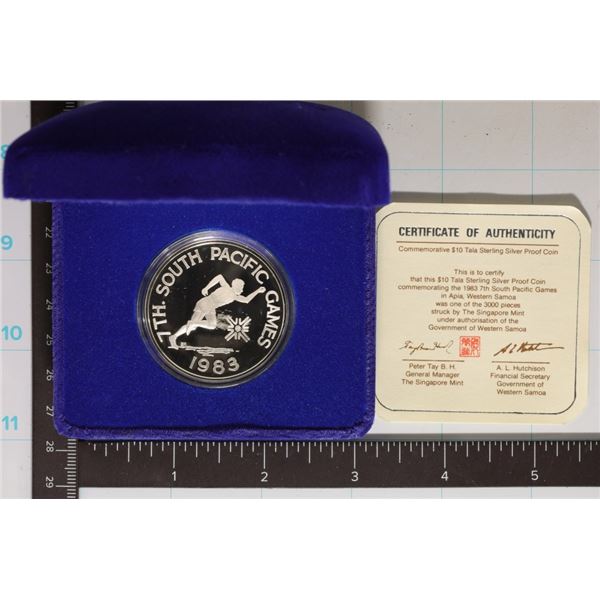 7TH. SOUTH PACIFIC GAMES
1983
CERTIFICATE OF AUTHENTICITY
Commemorative $10 Tala Sterling Silver Proof Coin
This is to certify
that this $10 Tala Sterling Silver Proof Coin
commemorating the 1983 7th South Pacific Games
in Apia, Western Samoa
was one of the 3000 pieces
struck by The Singapore Mint
under authorisation of the
Government of Western Samoa
Peter Tay B. H.
General Manager
The Singapore Mint
A. L. Hutchison
Financial Secretary
Government of
Western Samoa
8
9
10
11
22
23
24
25
26
27
28
29
1
2
3
4
5